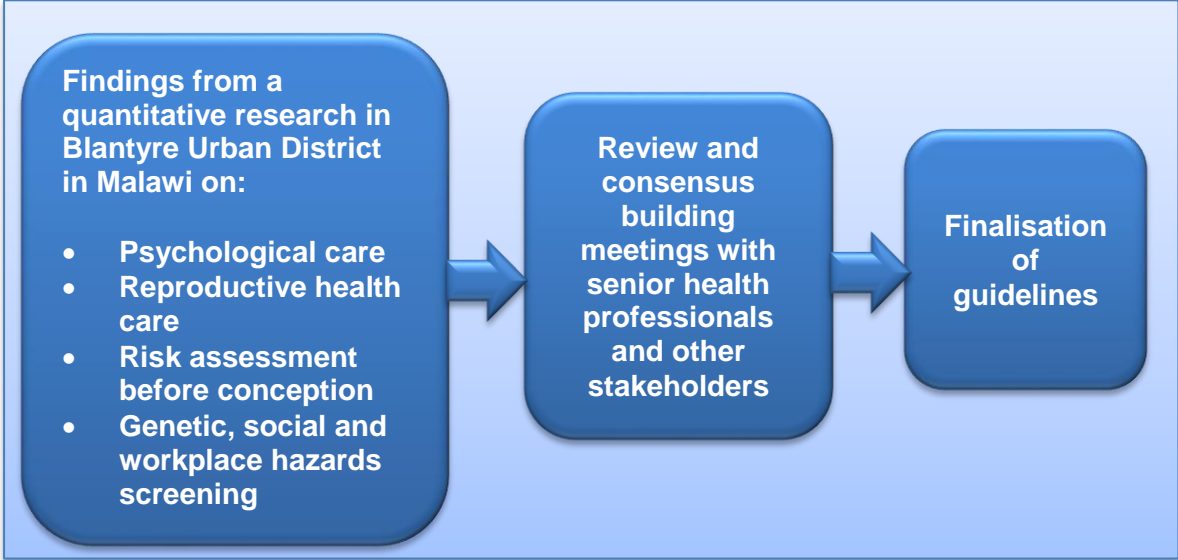 Findings from a
quantitative research in
Blantyre Urban District
in Malawi on:
• Psychological care
• Reproductive health
care
• Risk assessment
before conception
• Genetic, social and
workplace hazards
screening
Review and
consensus
building
meetings with
senior health
professionals
and other
stakeholders
Finalisation
of
guidelines